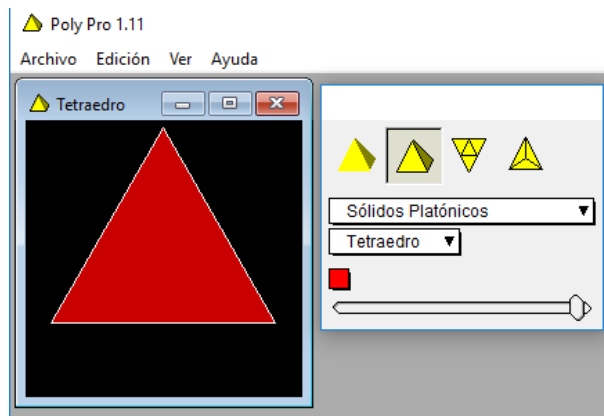 Poly Pro 1.11
Archivo Edición Ver Ayuda
Tetraedro
Sólidos Platónicos
Tetraedro